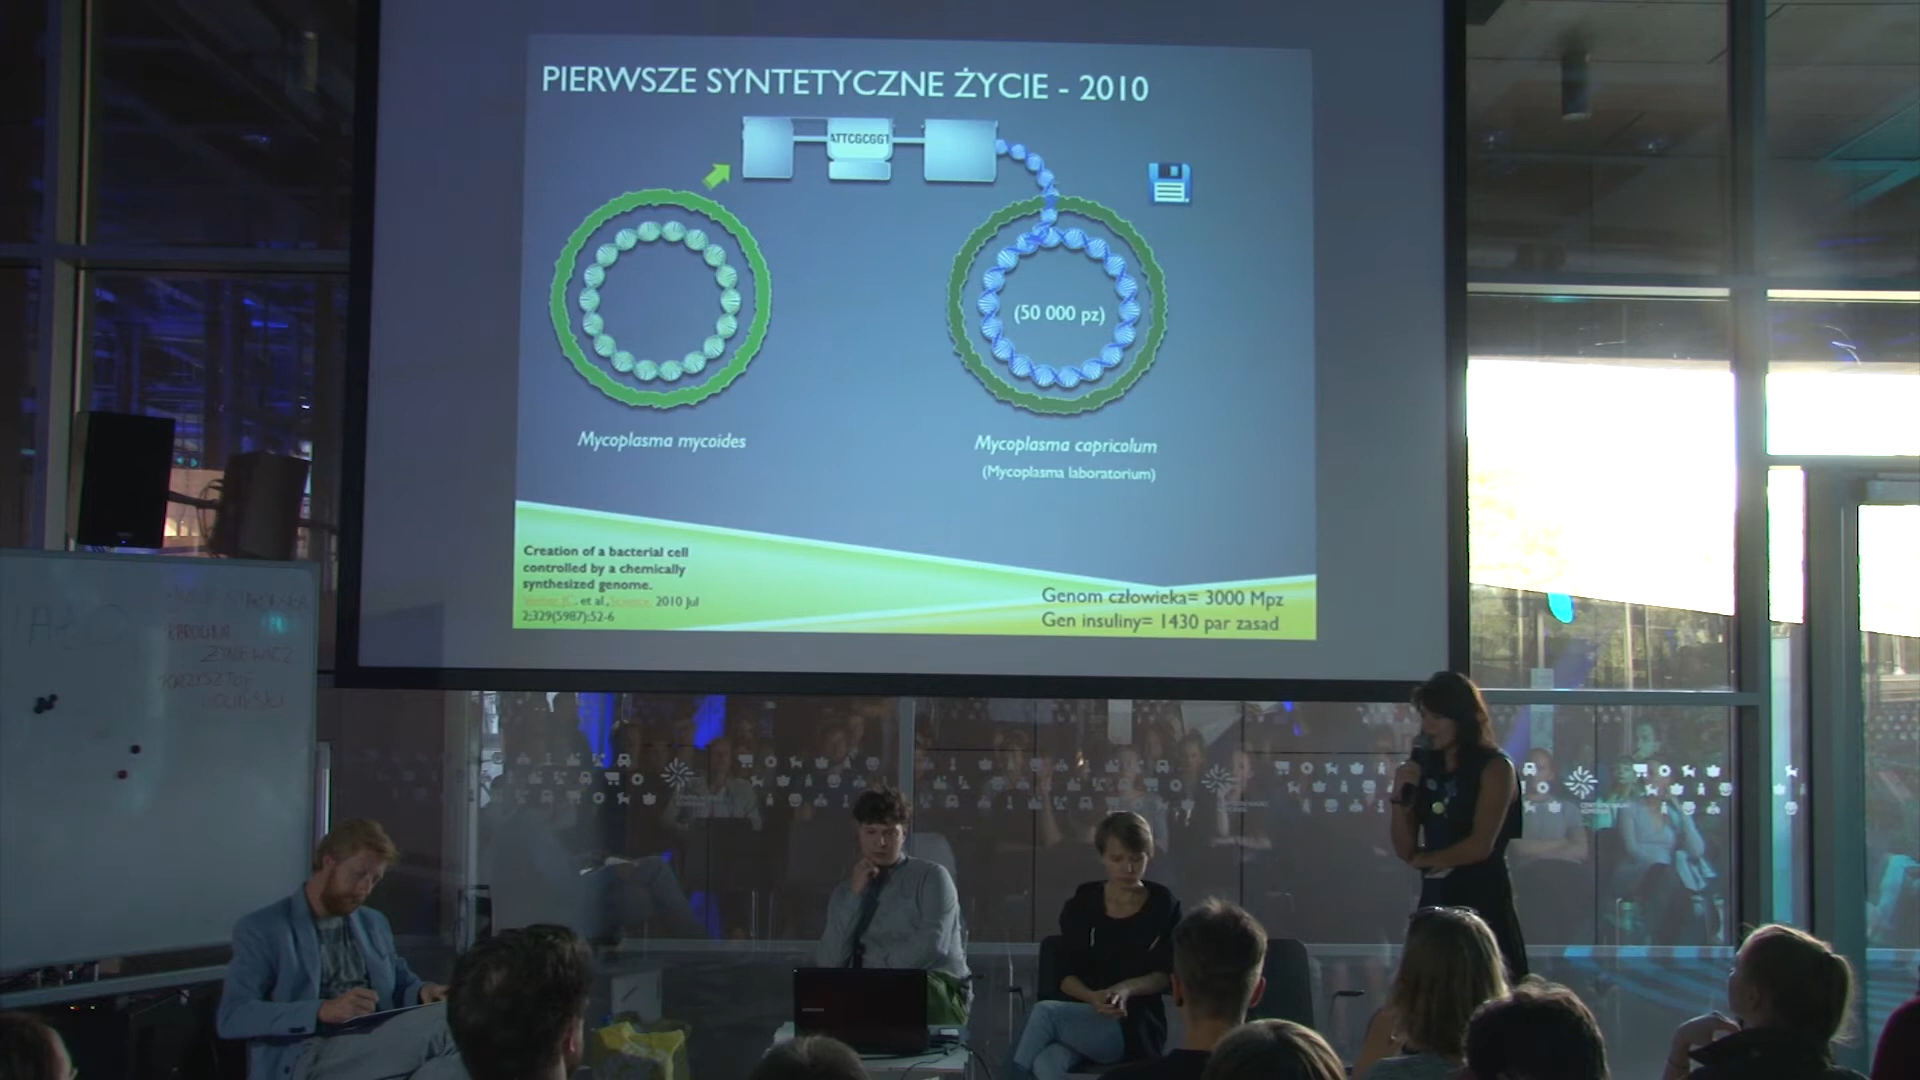 PIERWSZE SYNTETYCZNE ŻYCIE - 2010
ATTCGCGGT
(50 000 pz)
Mycoplasma mycoides
Mycoplasma capricolum
(Mycoplasma laboratorium)
Creation of a bacterial cell
controlled by a chemically
synthesized genome.
et al., Science. 2010 Jul
2;329(5987):52-6
Genom człowieka= 3000 Mpz
Gen insuliny= 1430 par zasad
KRZYSZTOF